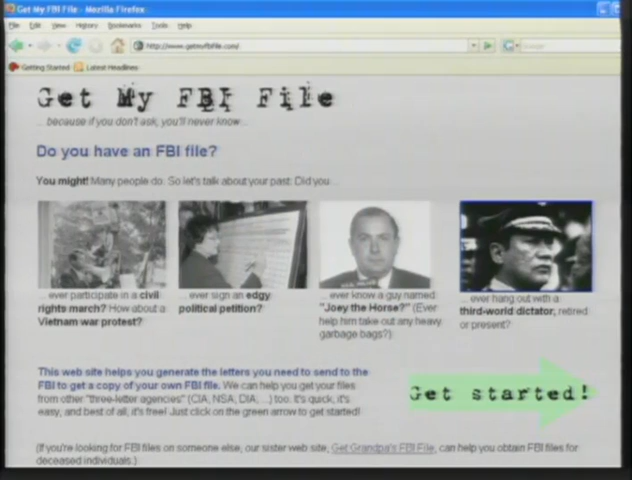 Get My FBI File - Mozilla Firefox
File Edit View History Bookmarks Tools Help
http://www.getmyfbifile.com/
Getting Started Latest Headlines
Get My FBI File
... because if you don't ask, you'll never know...
Do you have an FBI file?
You might! Many people do. So let's talk about your past. Did you ...
... ever participate in a civil
rights march? How about a
Vietnam war protest?
... ever sign an edgy
political petition?
... ever know a guy named
"Joey the Horse?" (Ever
help him take out any heavy
garbage bags?)
... ever hang out with a
third-world dictator, retired
or present?
This web site helps you generate the letters you need to send to the
FBI to get a copy of your own FBI file. We can help you get your files
from other "three-letter agencies" (CIA, NSA, DIA, ...) too. It's quick, it's
easy, and best of all, it's free! Just click on the green arrow to get started!
Get started!
(If you're looking for FBI files on someone else, our sister web site, Get Grandpa's FBI File, can help you obtain FBI files for
deceased individuals.)